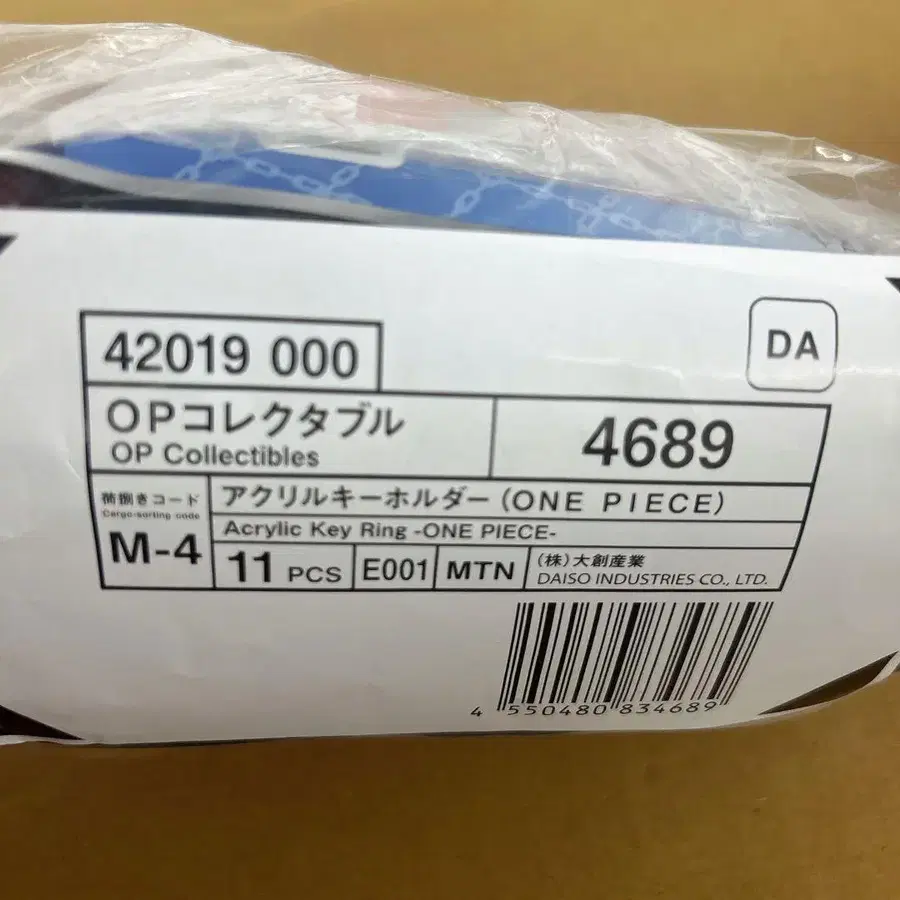 42019 000
DA
OPコレクタブル
OP Collectibles
4689
荷捌きコード
Cargo-sorting code
M-4
アクリルキーホルダー(ONE PIECE)
Acrylic Key Ring -ONE PIECE-
11 PCS
E001
MTN
(株)大創産業
DAISO INDUSTRIES CO., LTD.
4 550480 834689